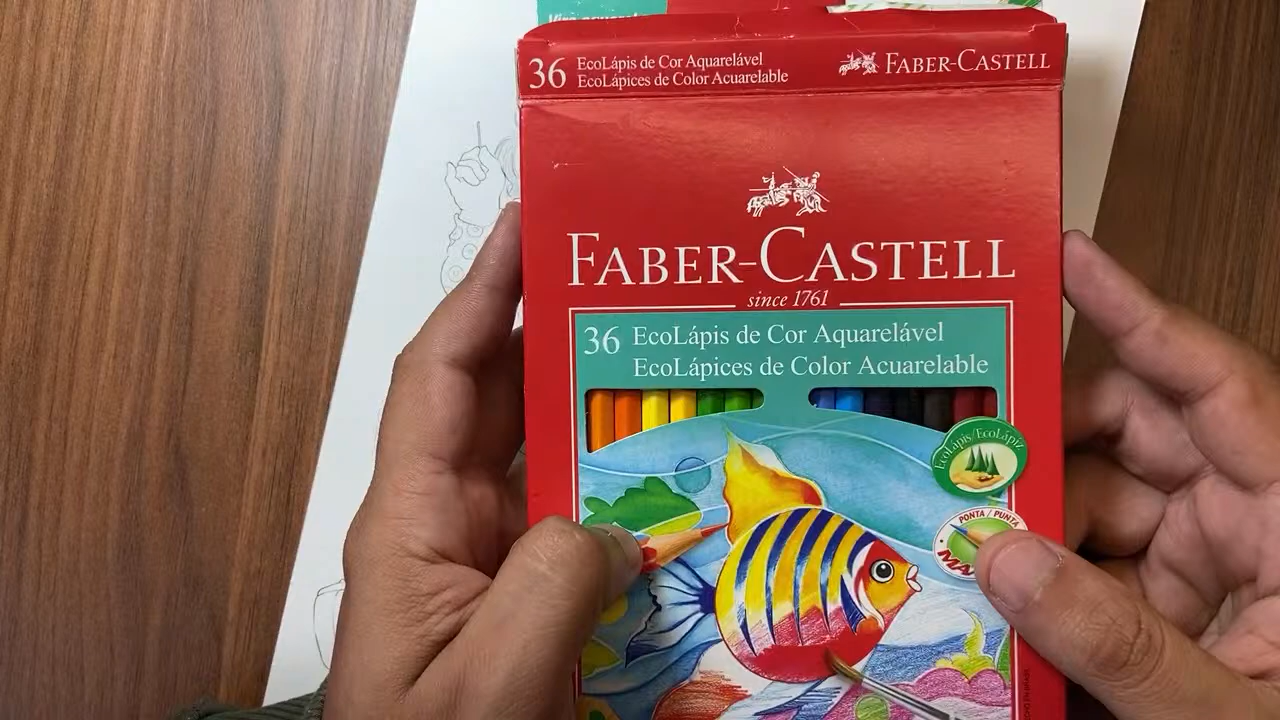 36 EcoLápis de Cor Aquarelável
EcoLápices de Color Acuarelable
FABER-CASTELL
FABER-CASTELL
since 1761
36 EcoLápis de Cor Aquarelável
EcoLápices de Color Acuarelable
EcoLápis/EcoLápiz
PONTA / PUNTA